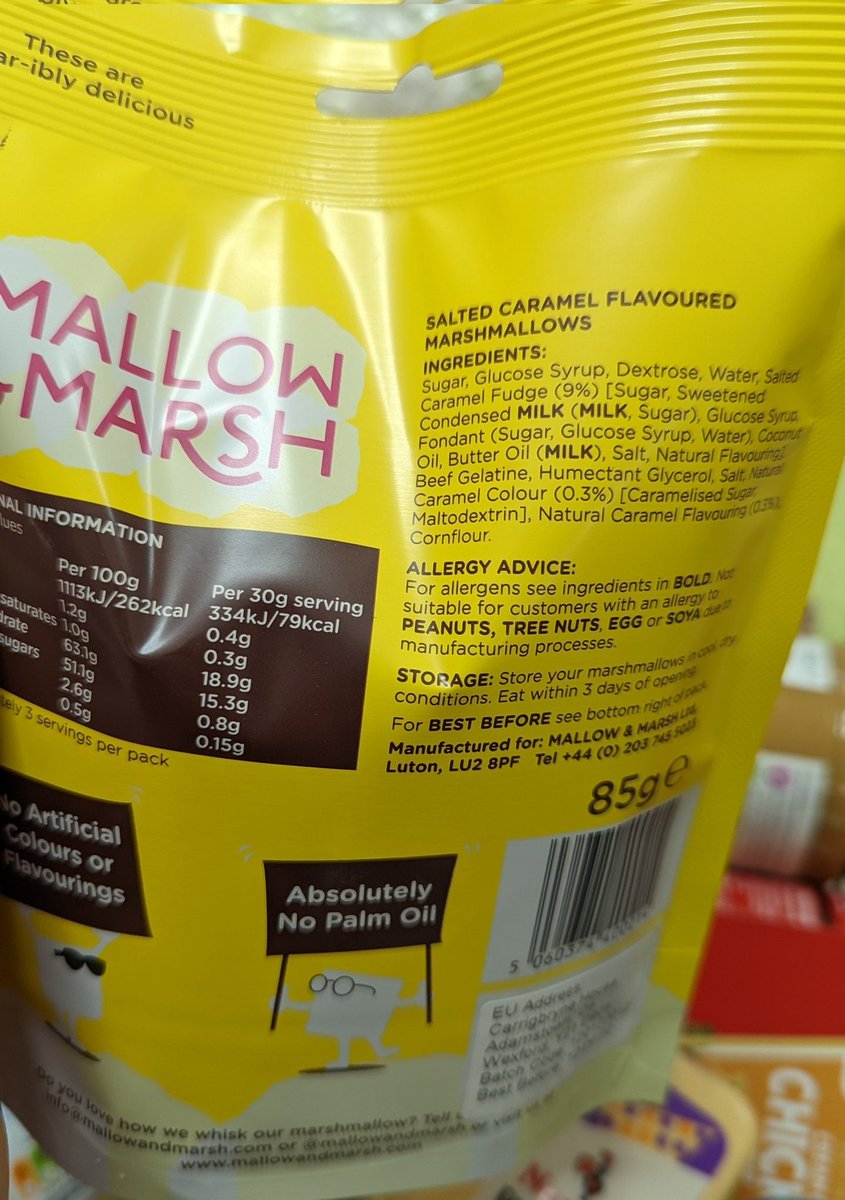 These are
ar-ibly delicious
MALLOW
& MARSH
SALTED CARAMEL FLAVOURED
MARSHMALLOWS
INGREDIENTS:
Sugar, Glucose Syrup, Dextrose, Water, Salted
Caramel Fudge (9%) [Sugar, Sweetened
Condensed MILK (MILK, Sugar), Glucose Syrup,
Fondant (Sugar, Glucose Syrup, Water), Coconut
Oil, Butter Oil (MILK), Salt, Natural Flavouring],
Beef Gelatine, Humectant Glycerol, Salt, Natural
Caramel Colour (0.3%) [Caramelised Sugar,
Maltodextrin], Natural Caramel Flavouring (0.3%),
Cornflour.
ALLERGY ADVICE:
For allergens see ingredients in BOLD. Not
suitable for customers with an allergy to
PEANUTS, TREE NUTS, EGG or SOYA due to
manufacturing processes.
STORAGE: Store your marshmallows in cool, dry
conditions. Eat within 3 days of opening.
For BEST BEFORE see bottom right of pack.
Manufactured for: MALLOW & MARSH Ltd,
Luton, LU2 8PF Tel +44 (0) 203 745 5023
85g e
NAL INFORMATION
lues
Per 100g Per 30g serving
1113kJ/262kcal 334kJ/79kcal
1.2g 0.4g
saturates 1.0g 0.3g
drate 63.1g 18.9g
sugars 51.1g 15.3g
2.6g 0.8g
0.5g 0.15g
tely 3 servings per pack
No Artificial
Colours or
Flavourings
Absolutely
No Palm Oil
EU Address
Carrigbryne House,
Wexford,
Batch Code
Best Before
Do you love how we whisk our marshmallow? Tell
info@mallowandmarsh.com or @mallowandmarsh or visit
www.mallowandmarsh.com
CHICK